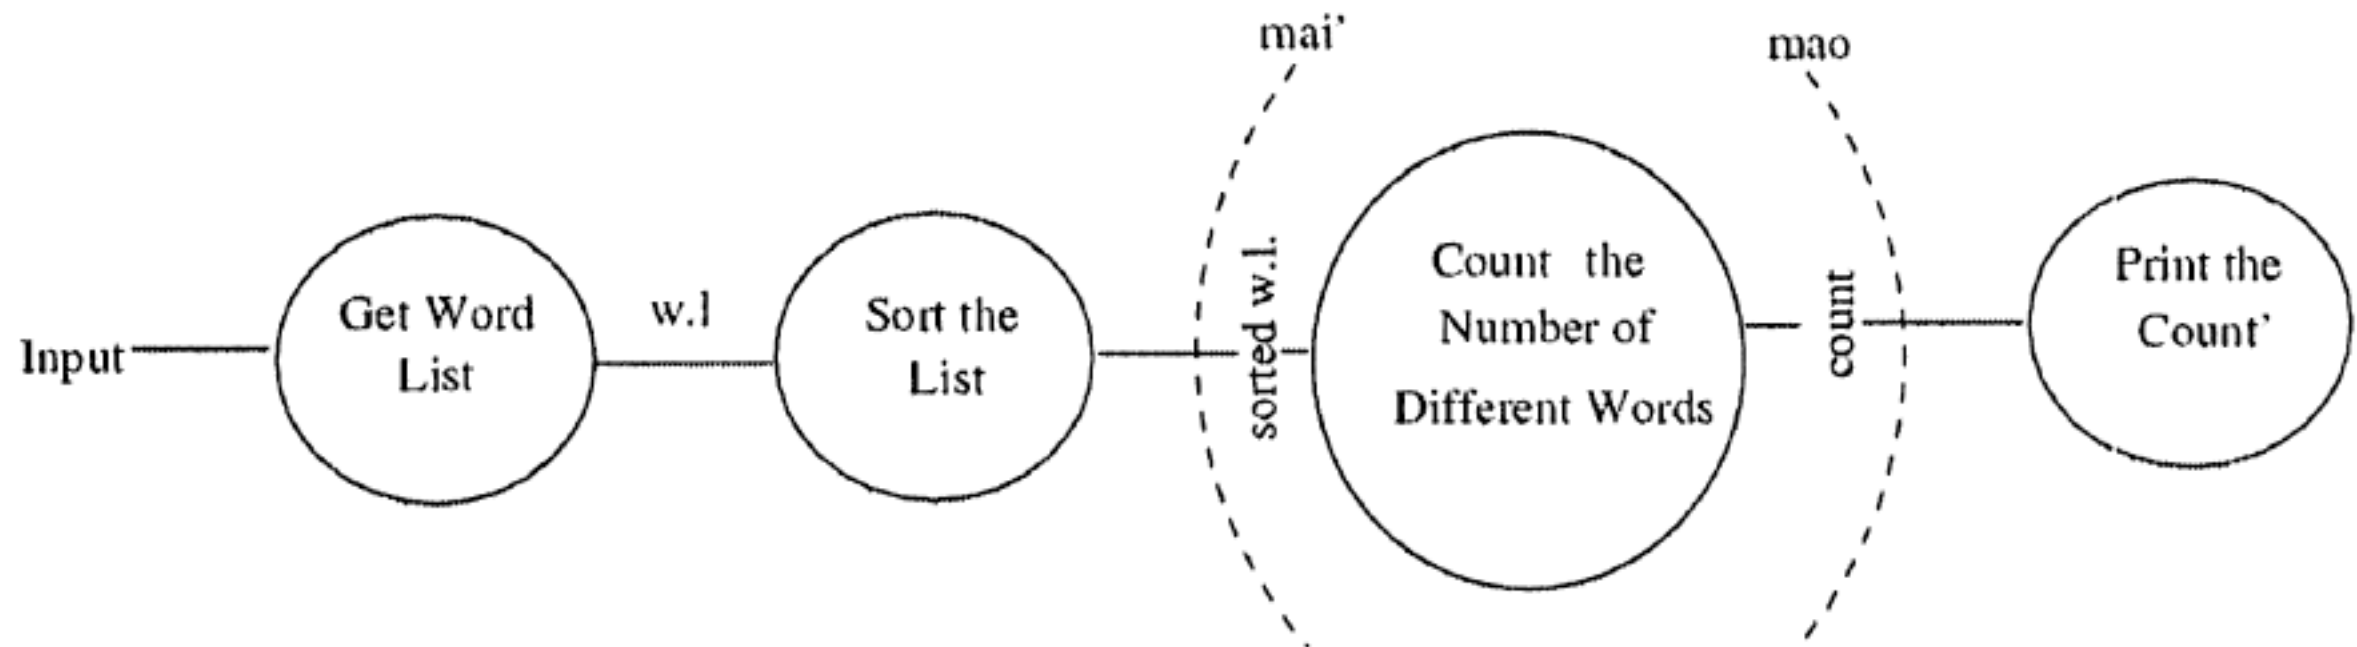 mai'
mao
Input
Get Word
List
w.l
Sort the
List
sorted w.l.
Count the
Number of
Different Words
count
Print the
Count'